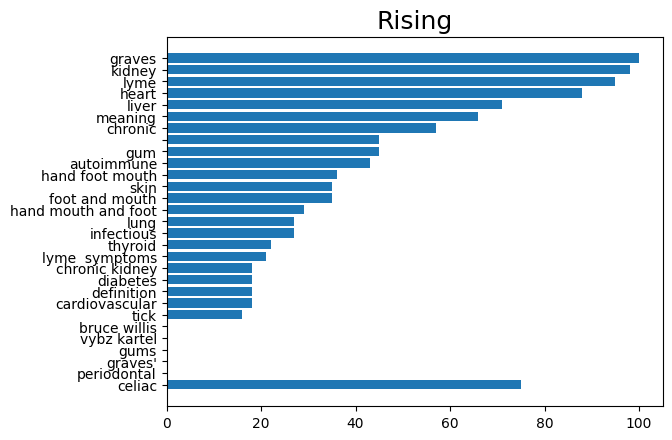 Rising
graves
kidney
lyme
heart
liver
meaning
chronic
gum
autoimmune
hand foot mouth
skin
foot and mouth
hand mouth and foot
lung
infectious
thyroid
lyme  symptoms
chronic kidney
diabetes
definition
cardiovascular
tick
bruce willis
vybz kartel
gums
graves'
periodontal
celiac
0 20 40 60 80 100